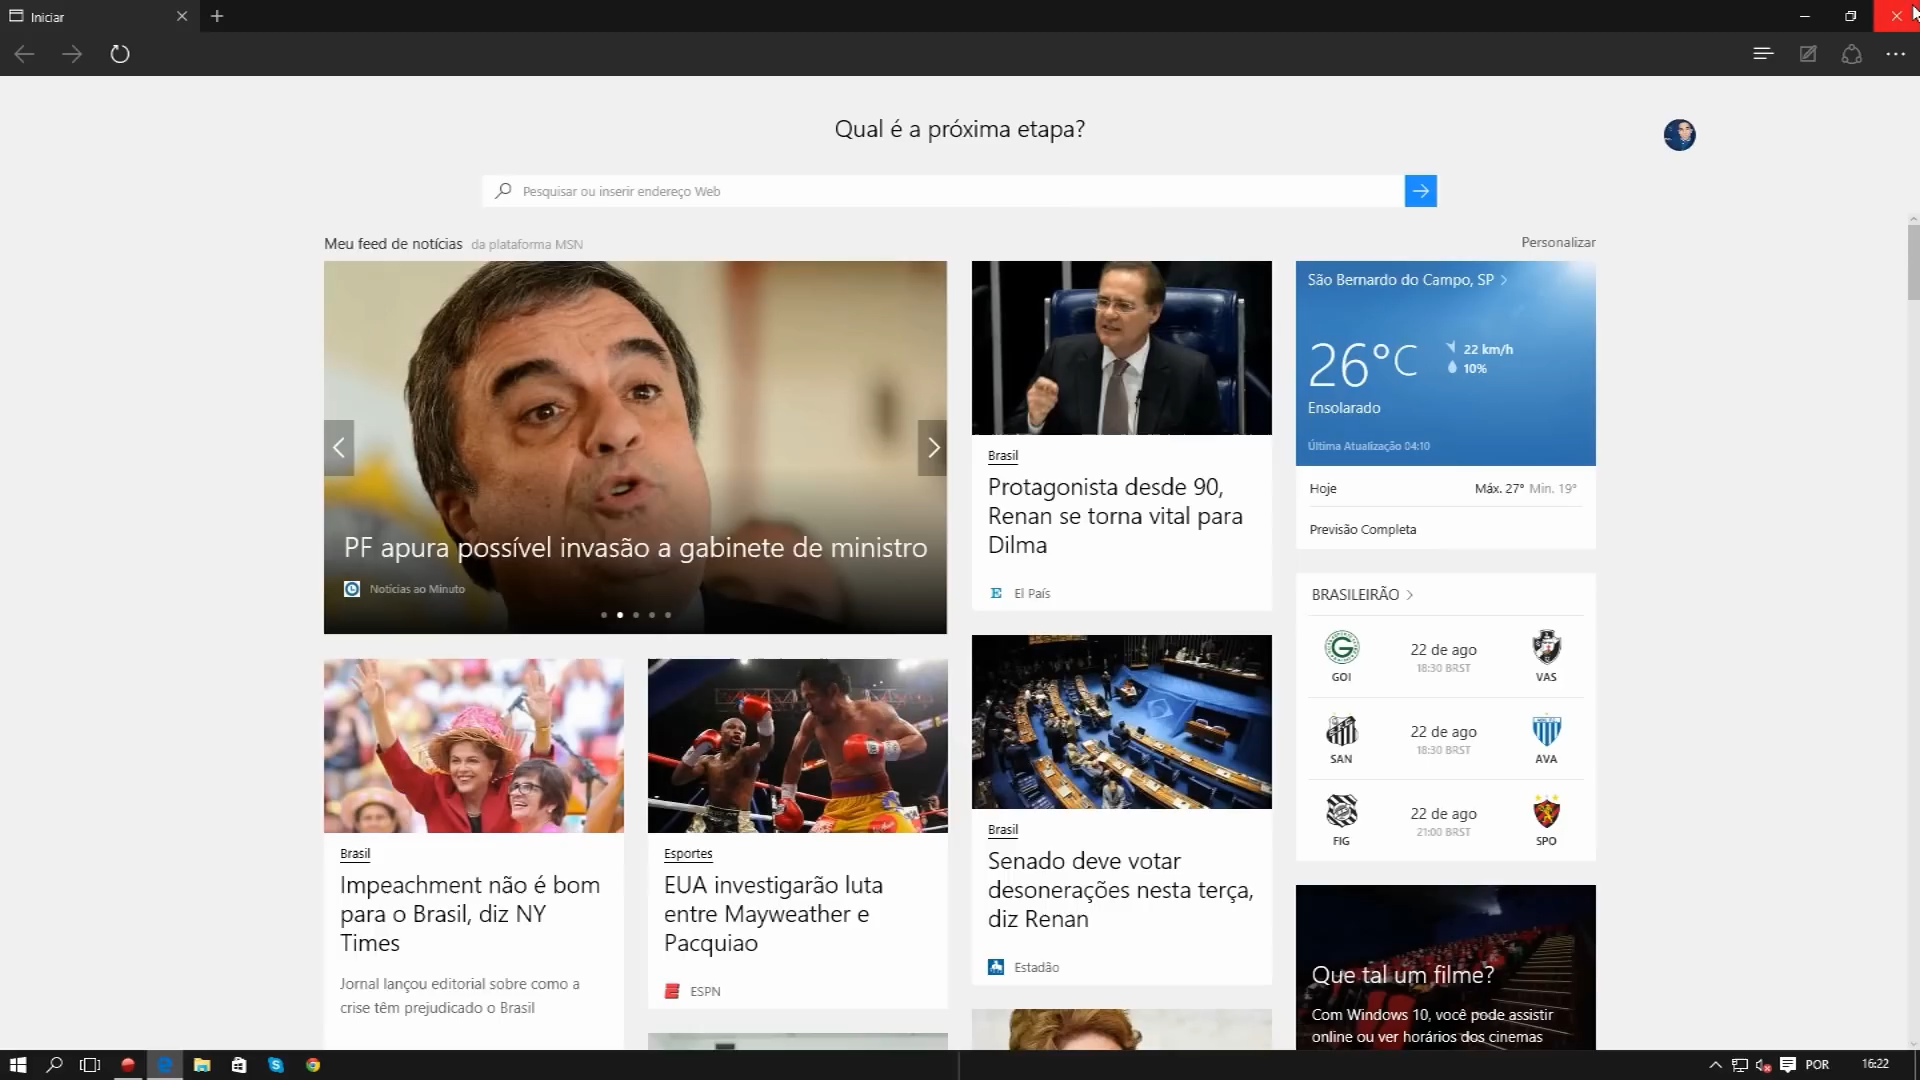 Iniciar
Qual é a próxima etapa?
Pesquisar ou inserir endereço Web
Meu feed de notícias da plataforma MSN
Personalizar
PF apura possível invasão a gabinete de ministro
Notícias ao Minuto
Brasil
Protagonista desde 90,
Renan se torna vital para
Dilma
El País
São Bernardo do Campo, SP
26°C
22 km/h
10%
Ensolarado
Última Atualização 04:10
Hoje
Máx. 27° Min. 19°
Previsão Completa
BRASILEIRÃO
22 de ago
18:30 BRST
GOI
VAS
22 de ago
18:30 BRST
SAN
AVA
22 de ago
21:00 BRST
FIG
SPO
Brasil
Impeachment não é bom
para o Brasil, diz NY
Times
Jornal lançou editorial sobre como a
crise têm prejudicado o Brasil
Esportes
EUA investigarão luta
entre Mayweather e
Pacquiao
ESPN
Brasil
Senado deve votar
desonerações nesta terça,
diz Renan
Estadão
Que tal um filme?
Com Windows 10, você pode assistir
online ou ver horários dos cinemas
POR
16:22